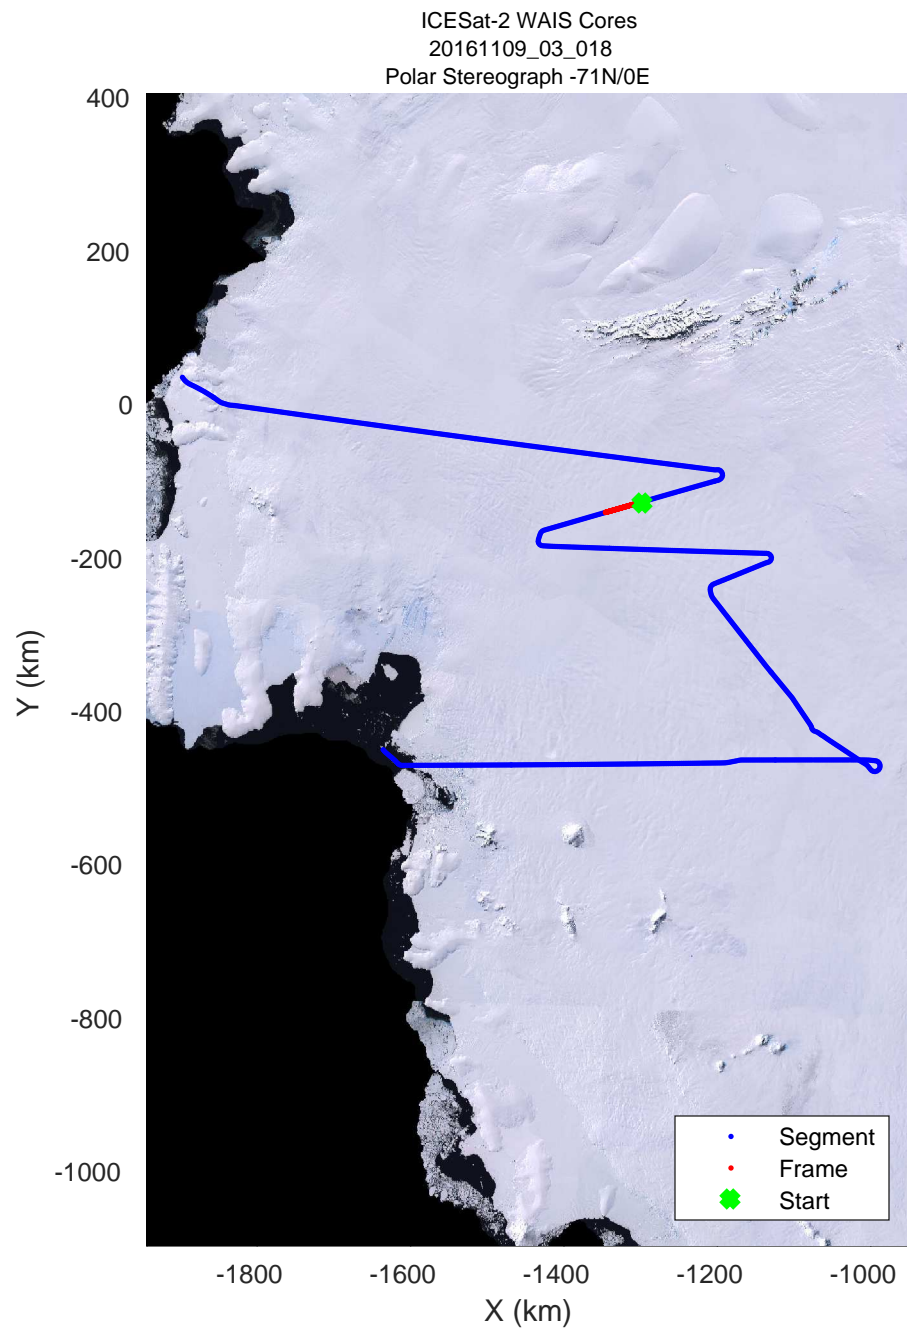 ICESat-2 WAIS Cores
20161109_03_018
Polar Stereograph -71N/0E
400
200
0
-200
-400
-600
-800
-1000
Y (km)
Segment
Frame
Start
-1800
-1600
-1400
-1200
-1000
X (km)